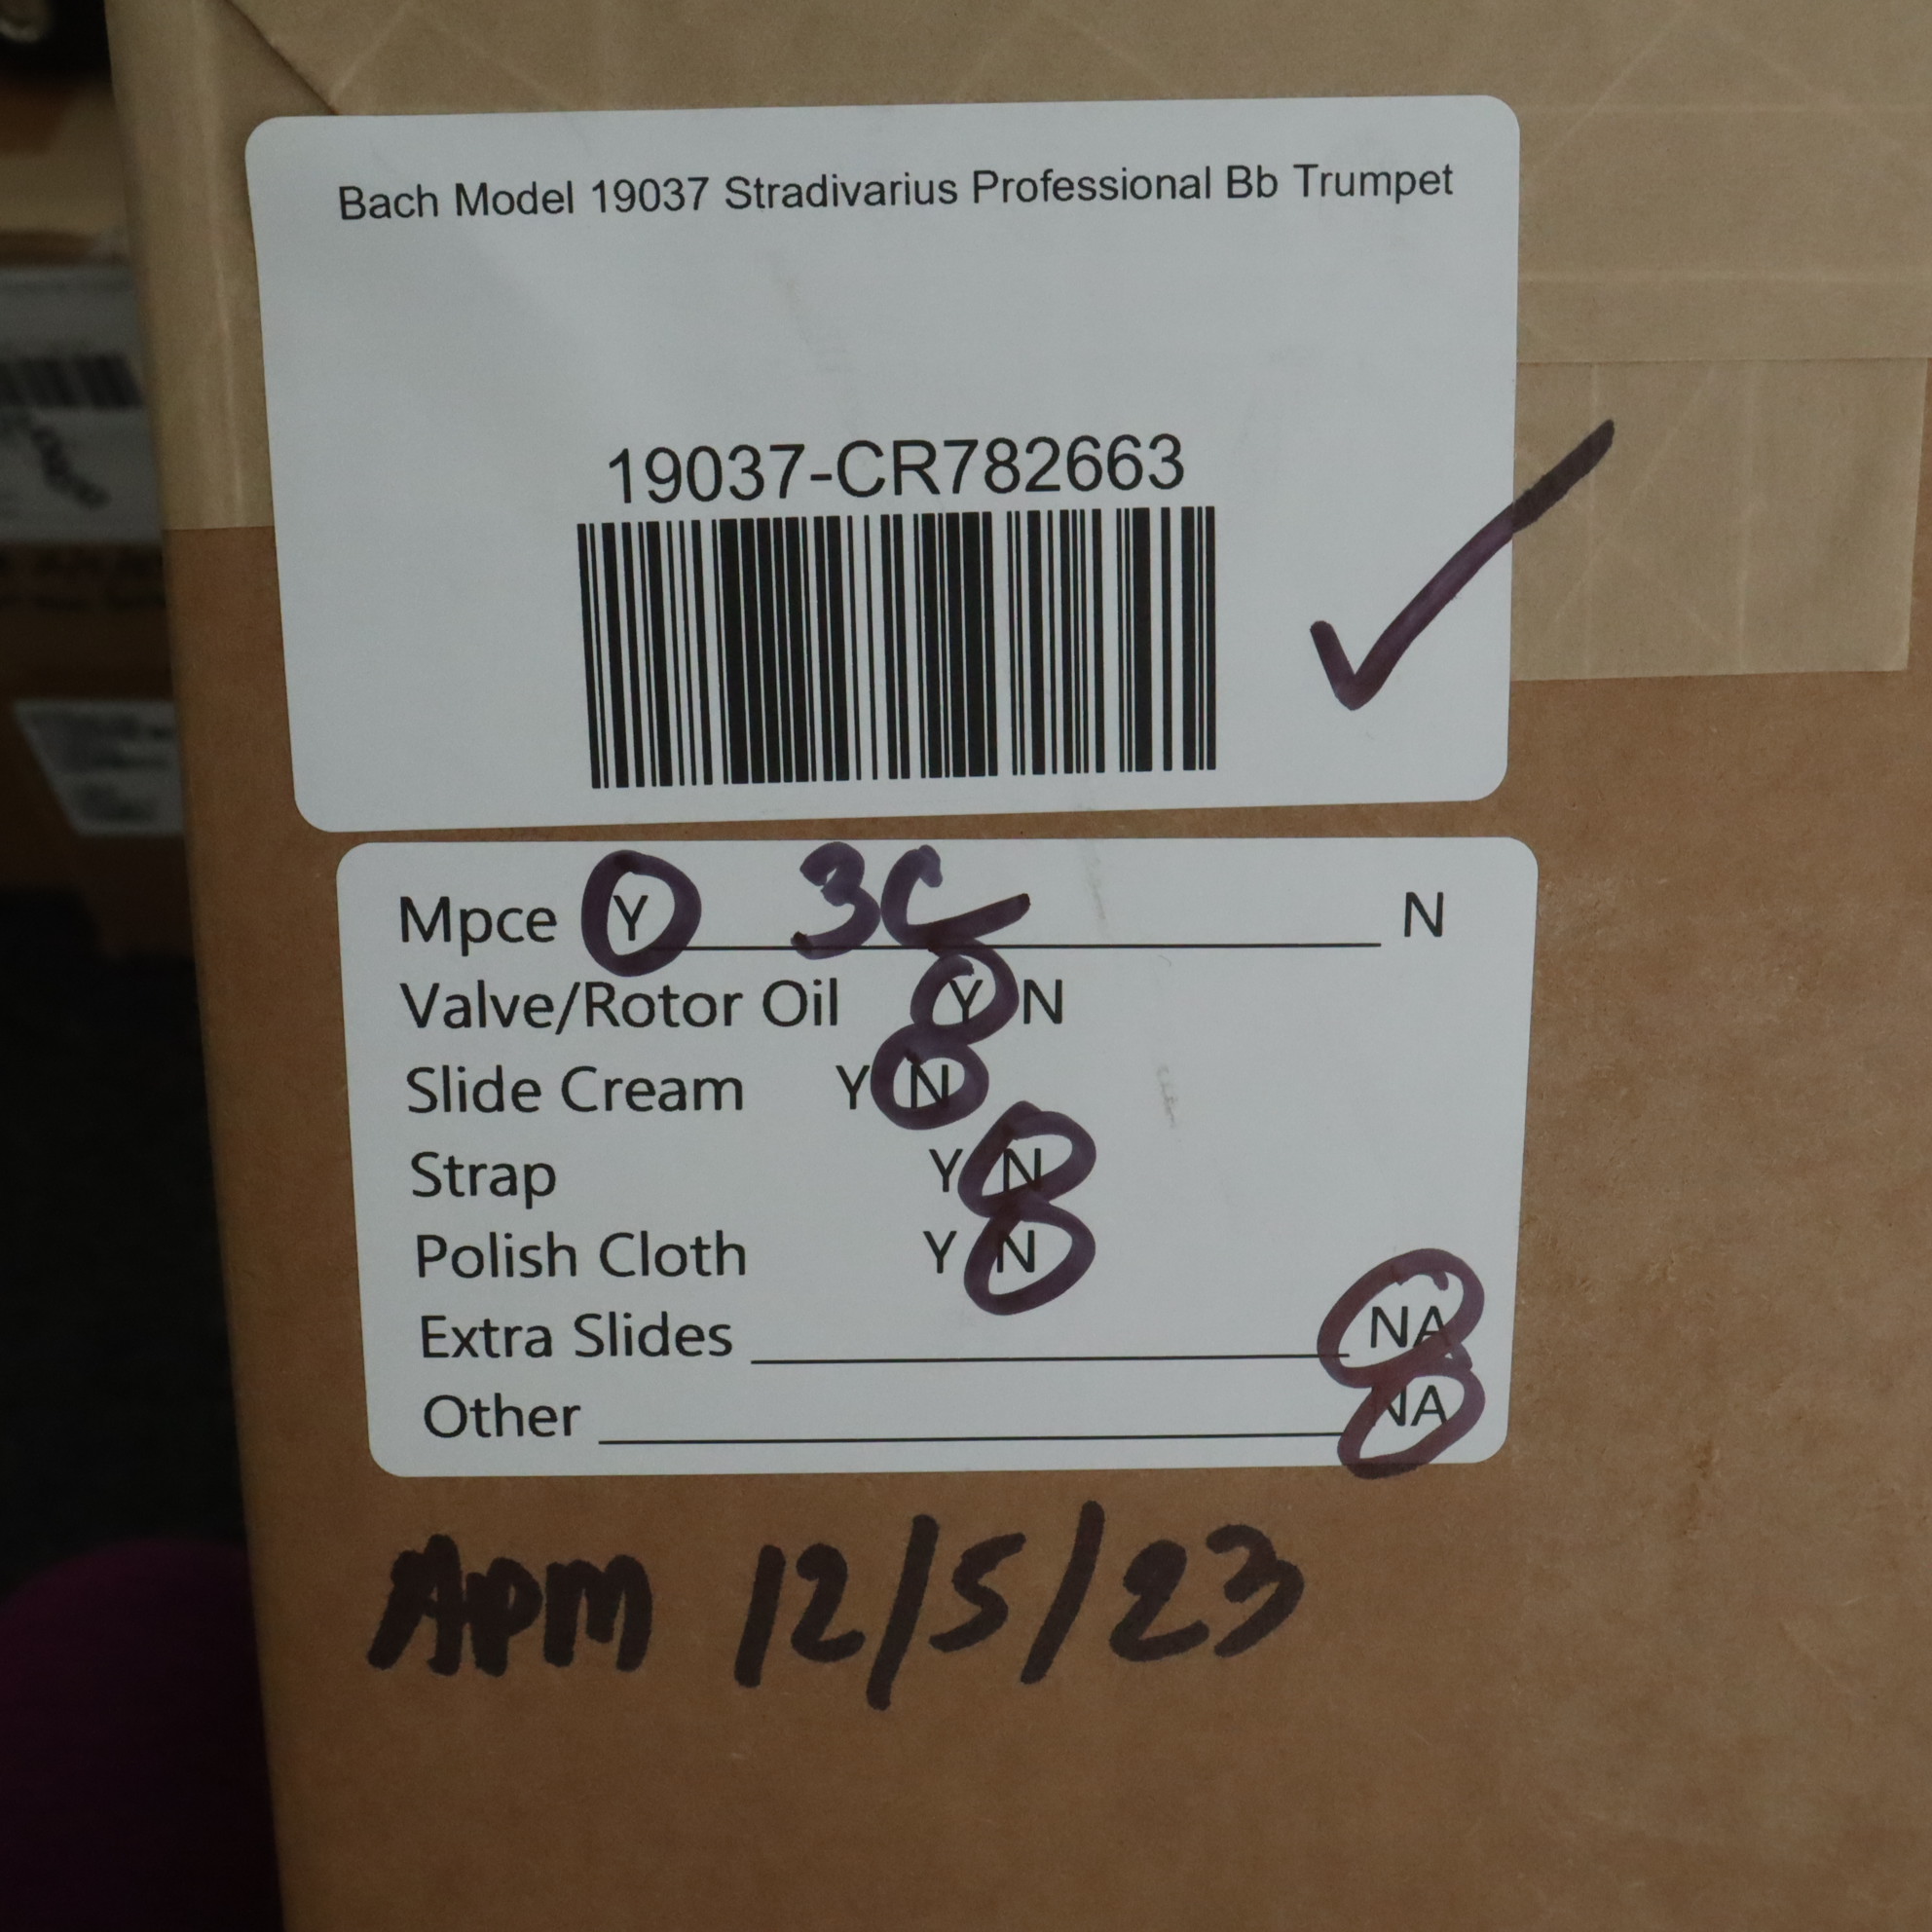 Bach Model 19037 Stradivarius Professional Bb Trumpet
19037-CR782663
Mpce Y 3C N
Valve/Rotor Oil Y N
Slide Cream Y N
Strap Y N
Polish Cloth Y N
Extra Slides NA
Other NA
APM 12/5/23